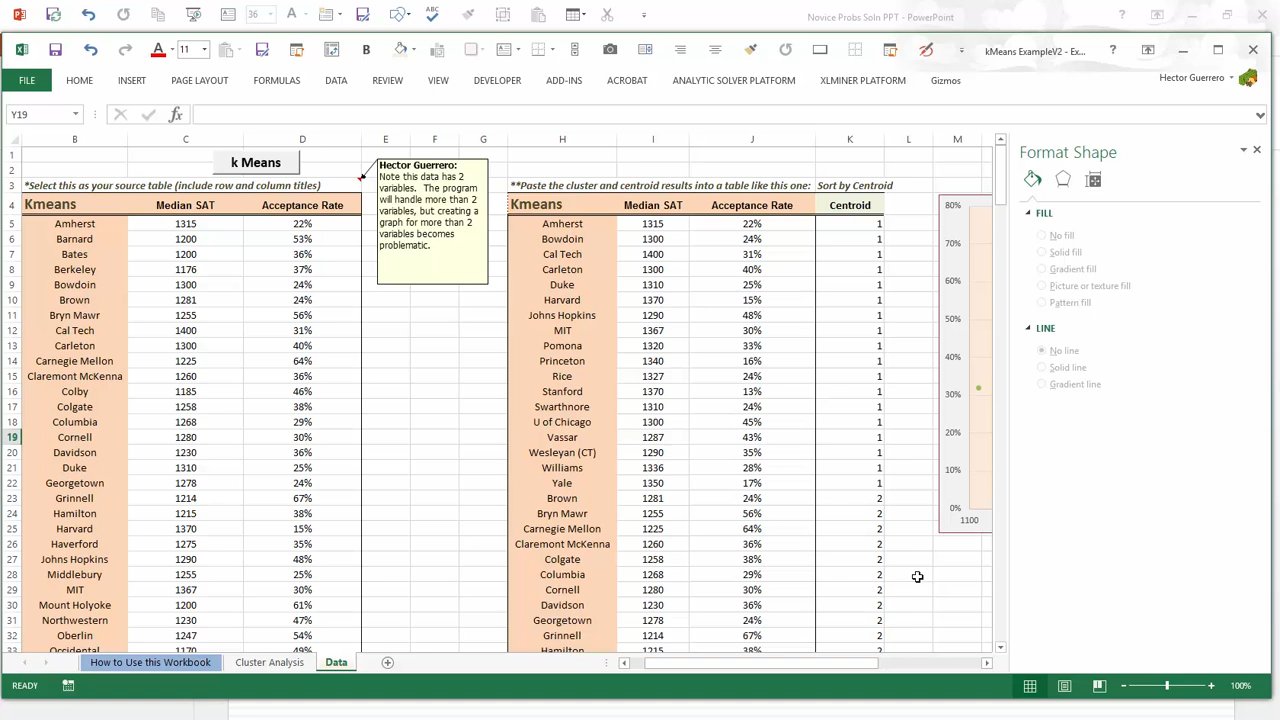 36 A
Novice Probs Soln PPT - PowerPoint ?
A 11 B
kMeans ExampleV2 - Ex... ?
FILE HOME INSERT PAGE LAYOUT FORMULAS DATA REVIEW VIEW DEVELOPER ADD-INS ACROBAT ANALYTIC SOLVER PLATFORM XLMINER PLATFORM Gizmos Hector Guerrero
Y19 fx
B C D E F G H I J K L M
1
2 k Means
3 *Select this as your source table (include row and column titles) **Paste the cluster and centroid results into a table like this one: Sort by Centroid
4 Kmeans Median SAT Acceptance Rate Kmeans Median SAT Acceptance Rate Centroid
5 Amherst 1315 22% Amherst 1315 22% 1
6 Barnard 1200 53% Bowdoin 1300 24% 1
7 Bates 1200 36% Cal Tech 1400 31% 1
8 Berkeley 1176 37% Carleton 1300 40% 1
9 Bowdoin 1300 24% Duke 1310 25% 1
10 Brown 1281 24% Harvard 1370 15% 1
11 Bryn Mawr 1255 56% Johns Hopkins 1290 48% 1
12 Cal Tech 1400 31% MIT 1367 30% 1
13 Carleton 1300 40% Pomona 1320 33% 1
14 Carnegie Mellon 1225 64% Princeton 1340 16% 1
15 Claremont McKenna 1260 36% Rice 1327 24% 1
16 Colby 1185 46% Stanford 1370 13% 1
17 Colgate 1258 38% Swarthnore 1310 24% 1
18 Columbia 1268 29% U of Chicago 1300 45% 1
19 Cornell 1280 30% Vassar 1287 43% 1
20 Davidson 1230 36% Wesleyan (CT) 1290 35% 1
21 Duke 1310 25% Williams 1336 28% 1
22 Georgetown 1278 24% Yale 1350 17% 1
23 Grinnell 1214 67% Brown 1281 24% 2
24 Hamilton 1215 38% Bryn Mawr 1255 56% 2
25 Harvard 1370 15% Carnegie Mellon 1225 64% 2
26 Haverford 1275 35% Claremont McKenna 1260 36% 2
27 Johns Hopkins 1290 48% Colgate 1258 38% 2
28 Middlebury 1255 25% Columbia 1268 29% 2
29 MIT 1367 30% Cornell 1280 30% 2
30 Mount Holyoke 1200 61% Davidson 1230 36% 2
31 Northwestern 1230 47% Georgetown 1278 24% 2
32 Oberlin 1247 54% Grinnell 1214 67% 2
33 Occidental 1170 49% Hamilton 1215 38% 2
Hector Guerrero:
Note this data has 2
variables. The program
will handle more than 2
variables, but creating a
graph for more than 2
variables becomes
problematic.
80%
70%
60%
50%
40%
30%
20%
10%
0%
1100
Format Shape
FILL
No fill
Solid fill
Gradient fill
Picture or texture fill
Pattern fill
LINE
No line
Solid line
Gradient line
How to Use this Workbook Cluster Analysis Data
READY 100%